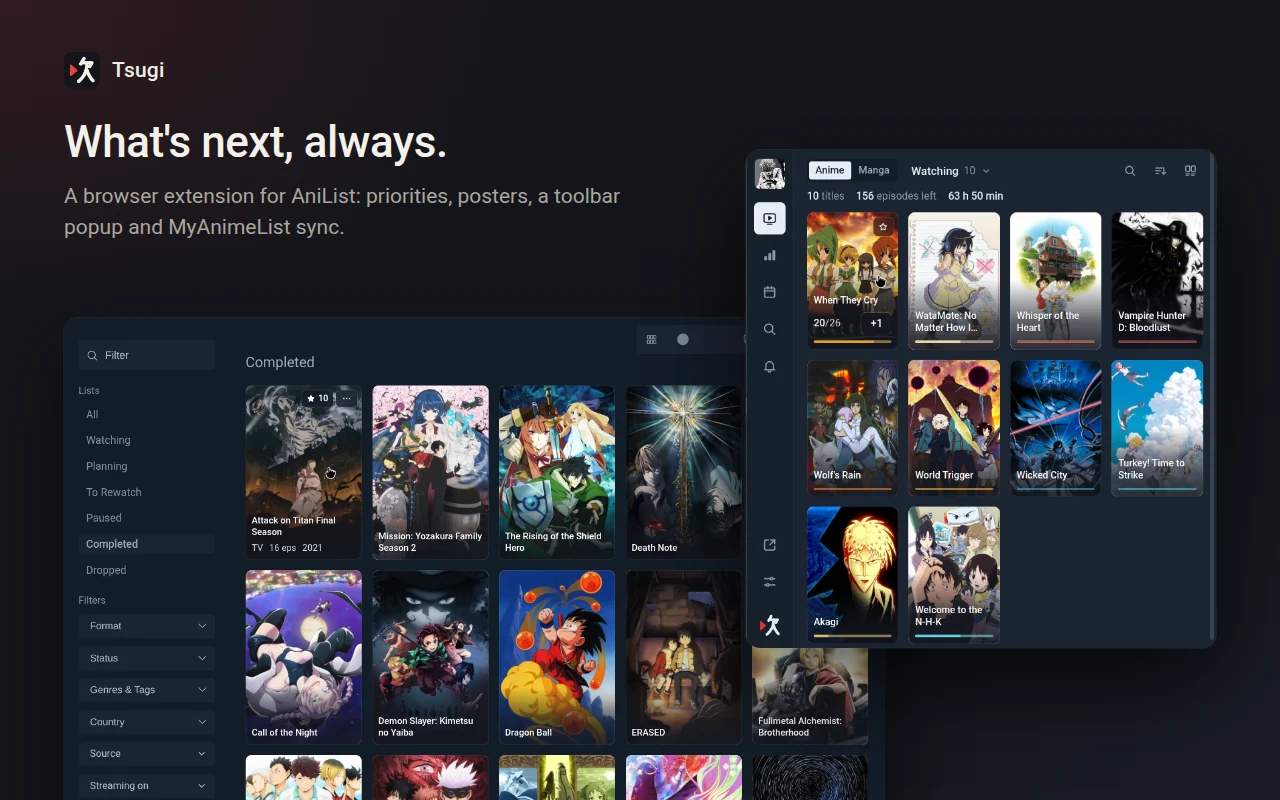 Tsugi
What's next, always.
A browser extension for AniList: priorities, posters, a toolbar
popup and MyAnimeList sync.
Anime
Manga
Watching 10
10 titles 156 episodes left 63 h 50 min
When They Cry
20/26 +1
WataMote: No
Matter How I...
Whisper of the
Heart
Vampire Hunter
D: Bloodlust
Wolf's Rain
World Trigger
Wicked City
Turkey! Time to
Strike
Akagi
Welcome to the
N-H-K
Filter
Lists
All
Watching
Planning
To Rewatch
Paused
Completed
Dropped
Filters
Format
Status
Genres & Tags
Country
Source
Streaming on
Completed
10
Attack on Titan Final
Season
TV 16 eps 2021
Mission: Yozakura Family
Season 2
The Rising of the Shield
Hero
Death Note
Call of the Night
Demon Slayer: Kimetsu
no Yaiba
Dragon Ball
ERASED
Fullmetal Alchemist:
Brotherhood